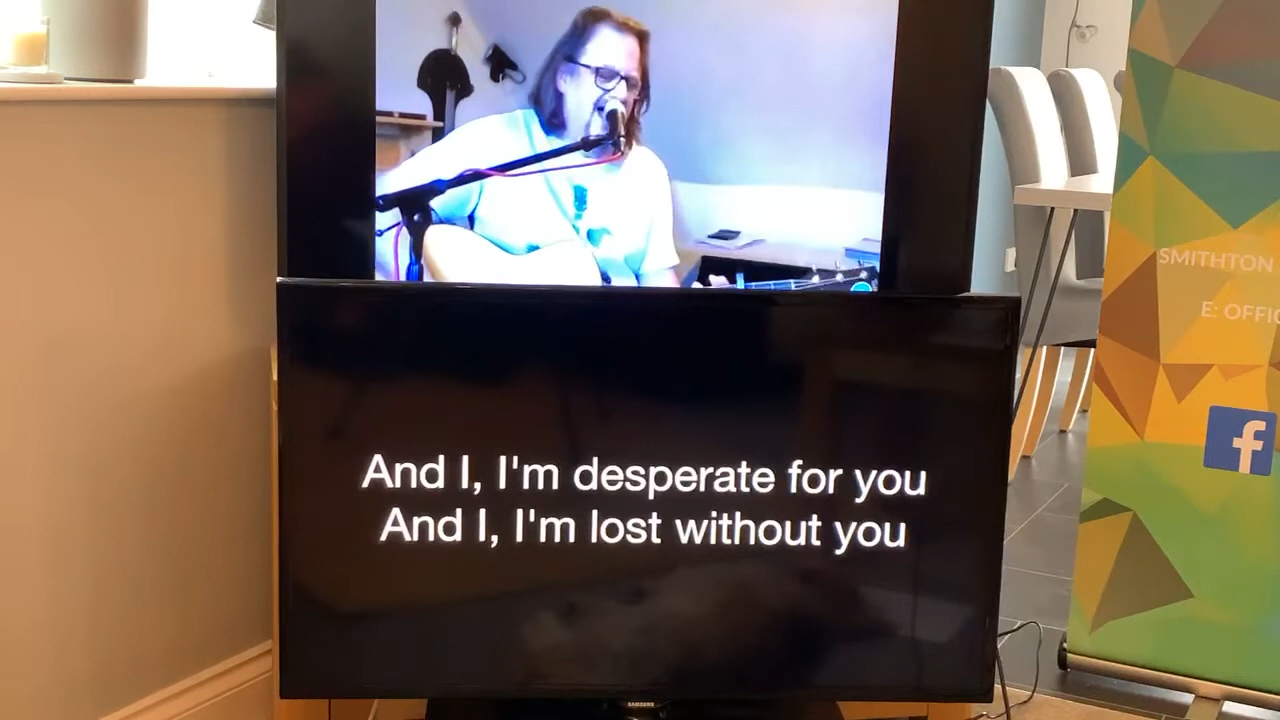 And I, I'm desperate for you
And I, I'm lost without you
SMITHTON
E: OFFIC
f
SAMSUNG